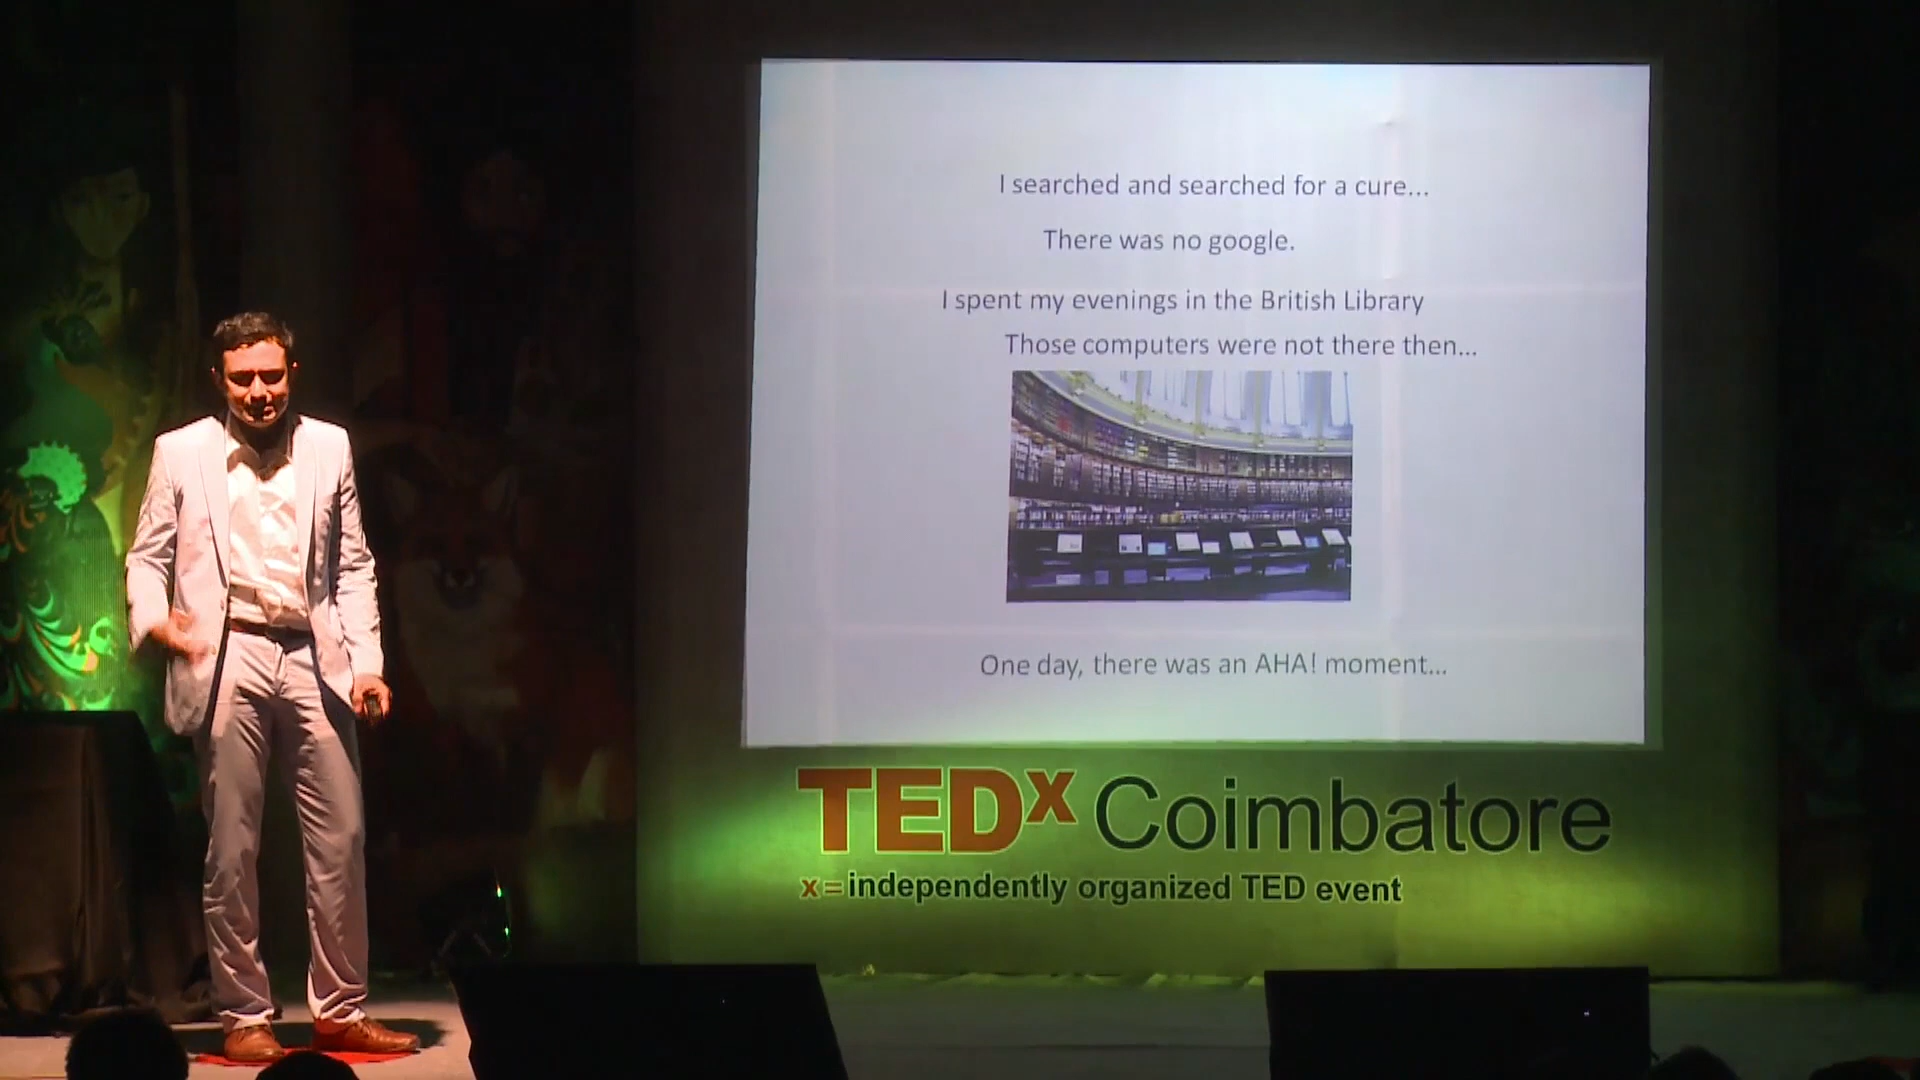 I searched and searched for a cure...
There was no google.
I spent my evenings in the British Library
Those computers were not there then...
One day, there was an AHA! moment...
TEDx Coimbatore
x=independently organized TED event